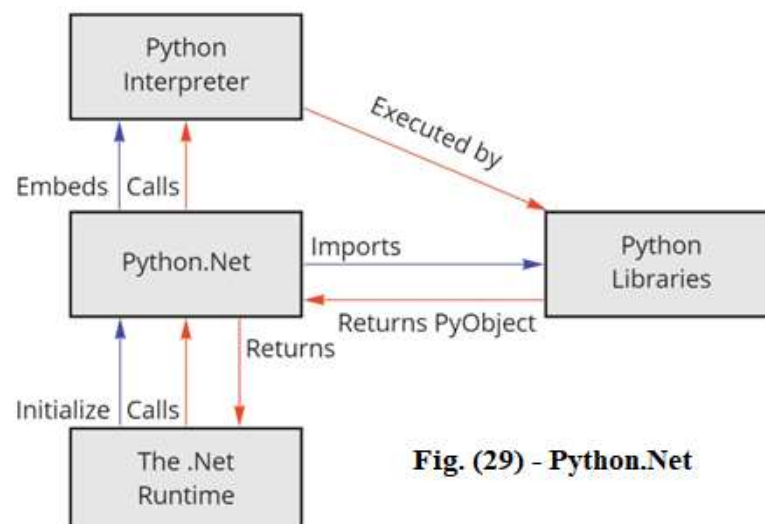 Python
Interpreter
Executed by
Embeds
Calls
Python.Net
Imports
Python
Libraries
Returns PyObject
Returns
Initialize
Calls
The .Net
Runtime
Fig. (29) - Python.Net